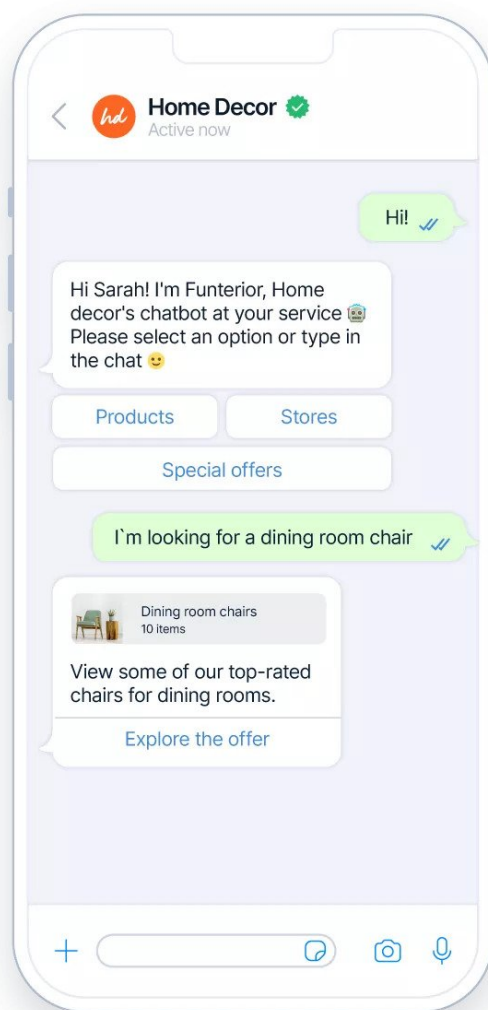 hd
Home Decor
Active now
Hi!
Hi Sarah! I'm Funterior, Home
decor's chatbot at your service 🤖
Please select an option or type in
the chat 🙂
Products
Stores
Special offers
I`m looking for a dining room chair
Dining room chairs
10 items
View some of our top-rated
chairs for dining rooms.
Explore the offer